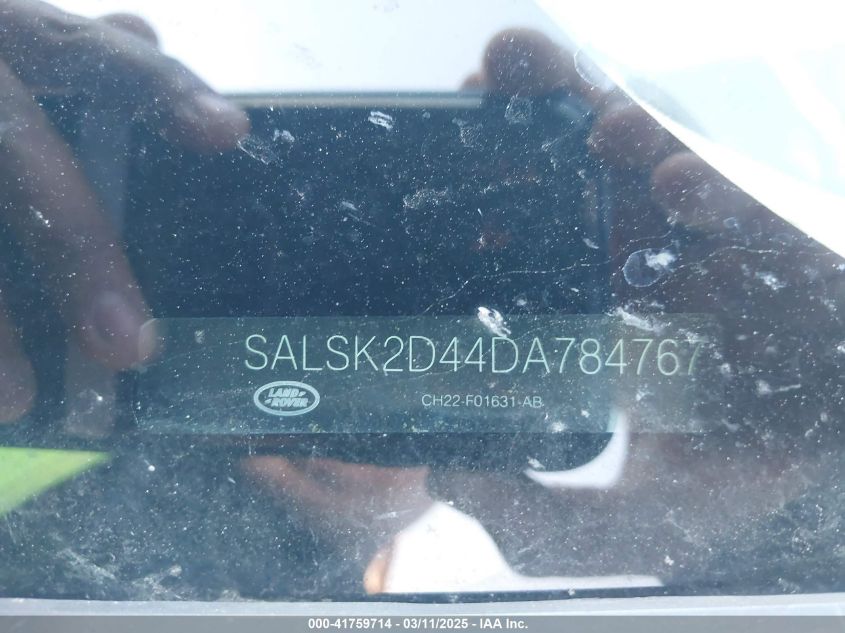 SALSK2D44DA784767
LAND
ROVER
CH22-F01631-AB
000-41759714 - 03/11/2025 - IAA Inc.